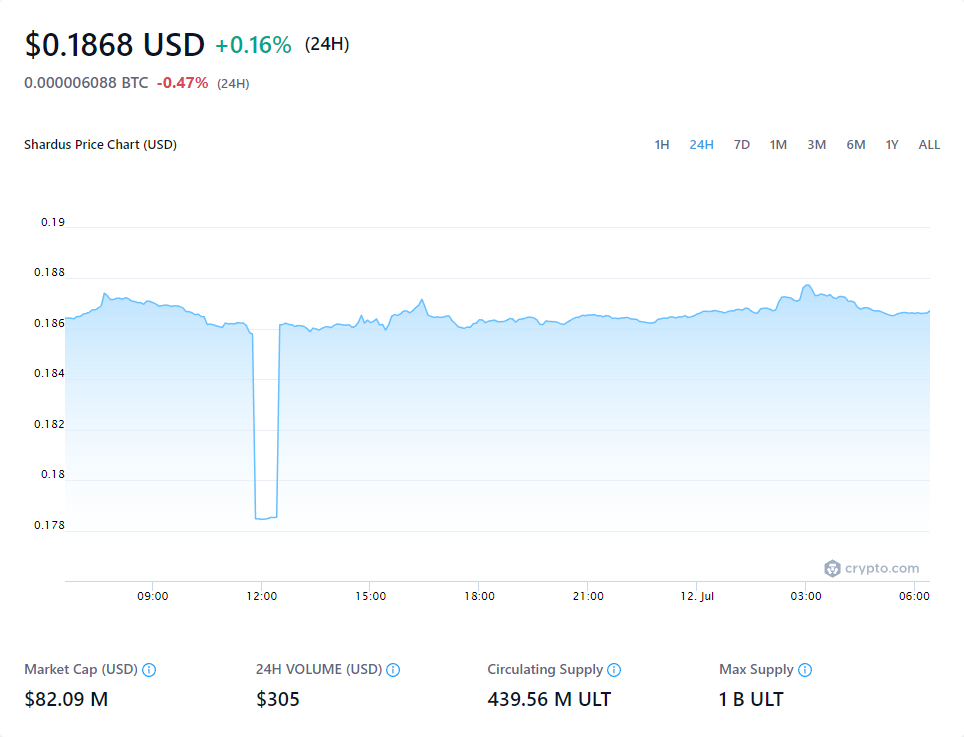 $0.1868 USD +0.16% (24H)
0.000006088 BTC -0.47% (24H)
Shardus Price Chart (USD) 1H 24H 7D 1M 3M 6M 1Y ALL
0.19
0.188
0.186
0.184
0.182
0.18
0.178
crypto.com
09:00 12:00 15:00 18:00 21:00 12. Jul 03:00 06:00
Market Cap (USD) 24H VOLUME (USD) Circulating Supply Max Supply
$82.09 M $305 439.56 M ULT 1 B ULT